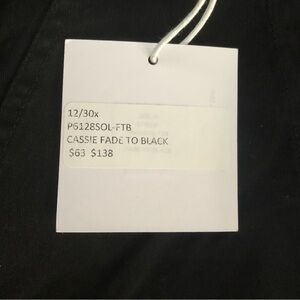 12/30x
P6128SOL-FTB
CASSIE FADE TO BLACK
$63 $138